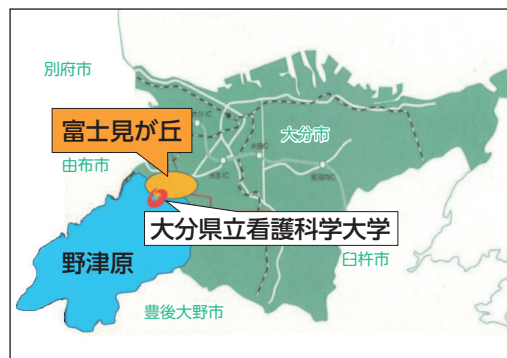 別府市
富士見が丘
大分市
由布市
大分県立看護科学大学
野津原
臼杵市
豊後大野市